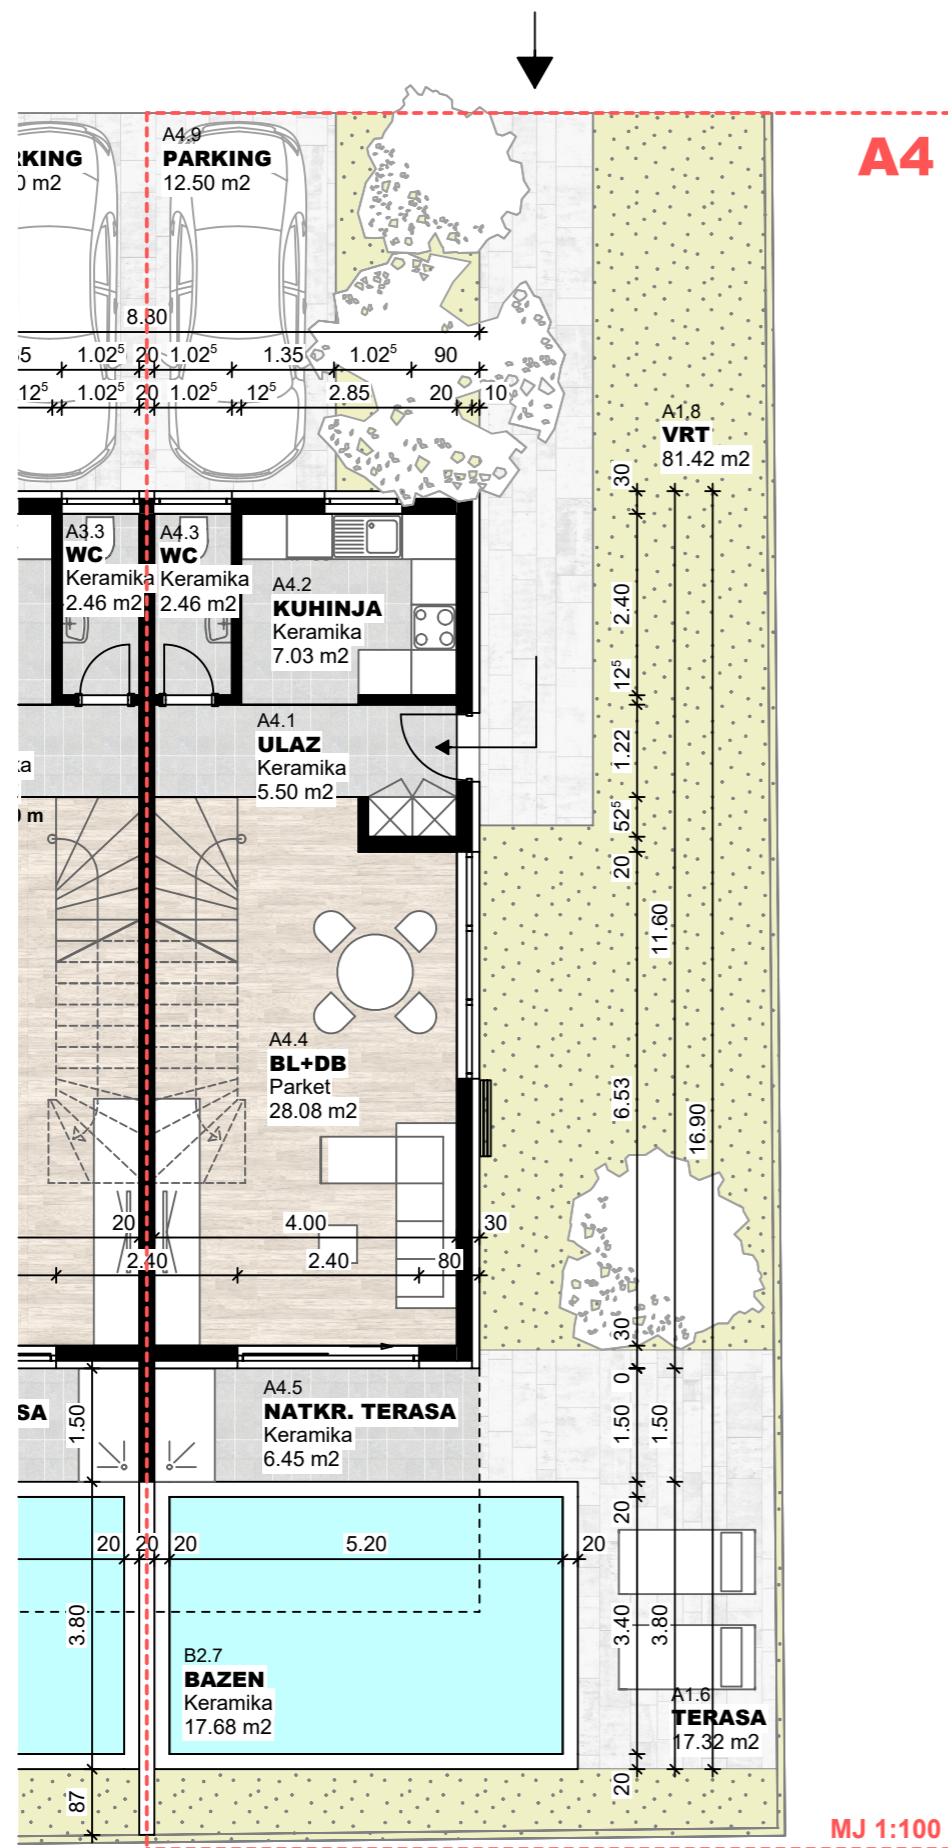 A4
A4.9
RKING
PARKING
0 m2
12.50 m2
8.80
1.02⁵ 20 1.02⁵ 1.35 1.02⁵ 90
12⁵ 1.02⁵ 20 1.02⁵ 12⁵ 2.85 20 10
A1.8
VRT
81.42 m2
A3.3
WC
Keramika
2.46 m2
A4.3
WC
Keramika
2.46 m2
A4.2
KUHINJA
Keramika
7.03 m2
A4.1
ULAZ
Keramika
5.50 m2
ka
m
30
2.40
12⁵
1.22
52⁵
20
11.60
6.53
16.90
A4.4
BL+DB
Parket
28.08 m2
20 4.00 30
2.40 2.40 80
30
0
1.50
1.50
1.50
SA
A4.5
NATKR. TERASA
Keramika
6.45 m2
20 20 20 5.20 20
20
3.80
3.40
3.80
B2.7
BAZEN
Keramika
17.68 m2
A1.6
TERASA
17.32 m2
20
87
MJ 1:100